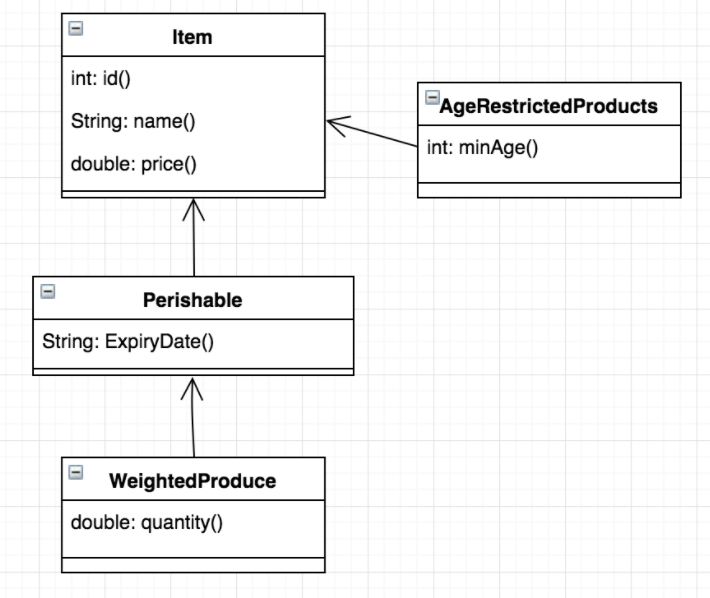 Item
int: id()
String: name()
double: price()
AgeRestrictedProducts
int: minAge()
Perishable
String: ExpiryDate()
WeightedProduce
double: quantity()